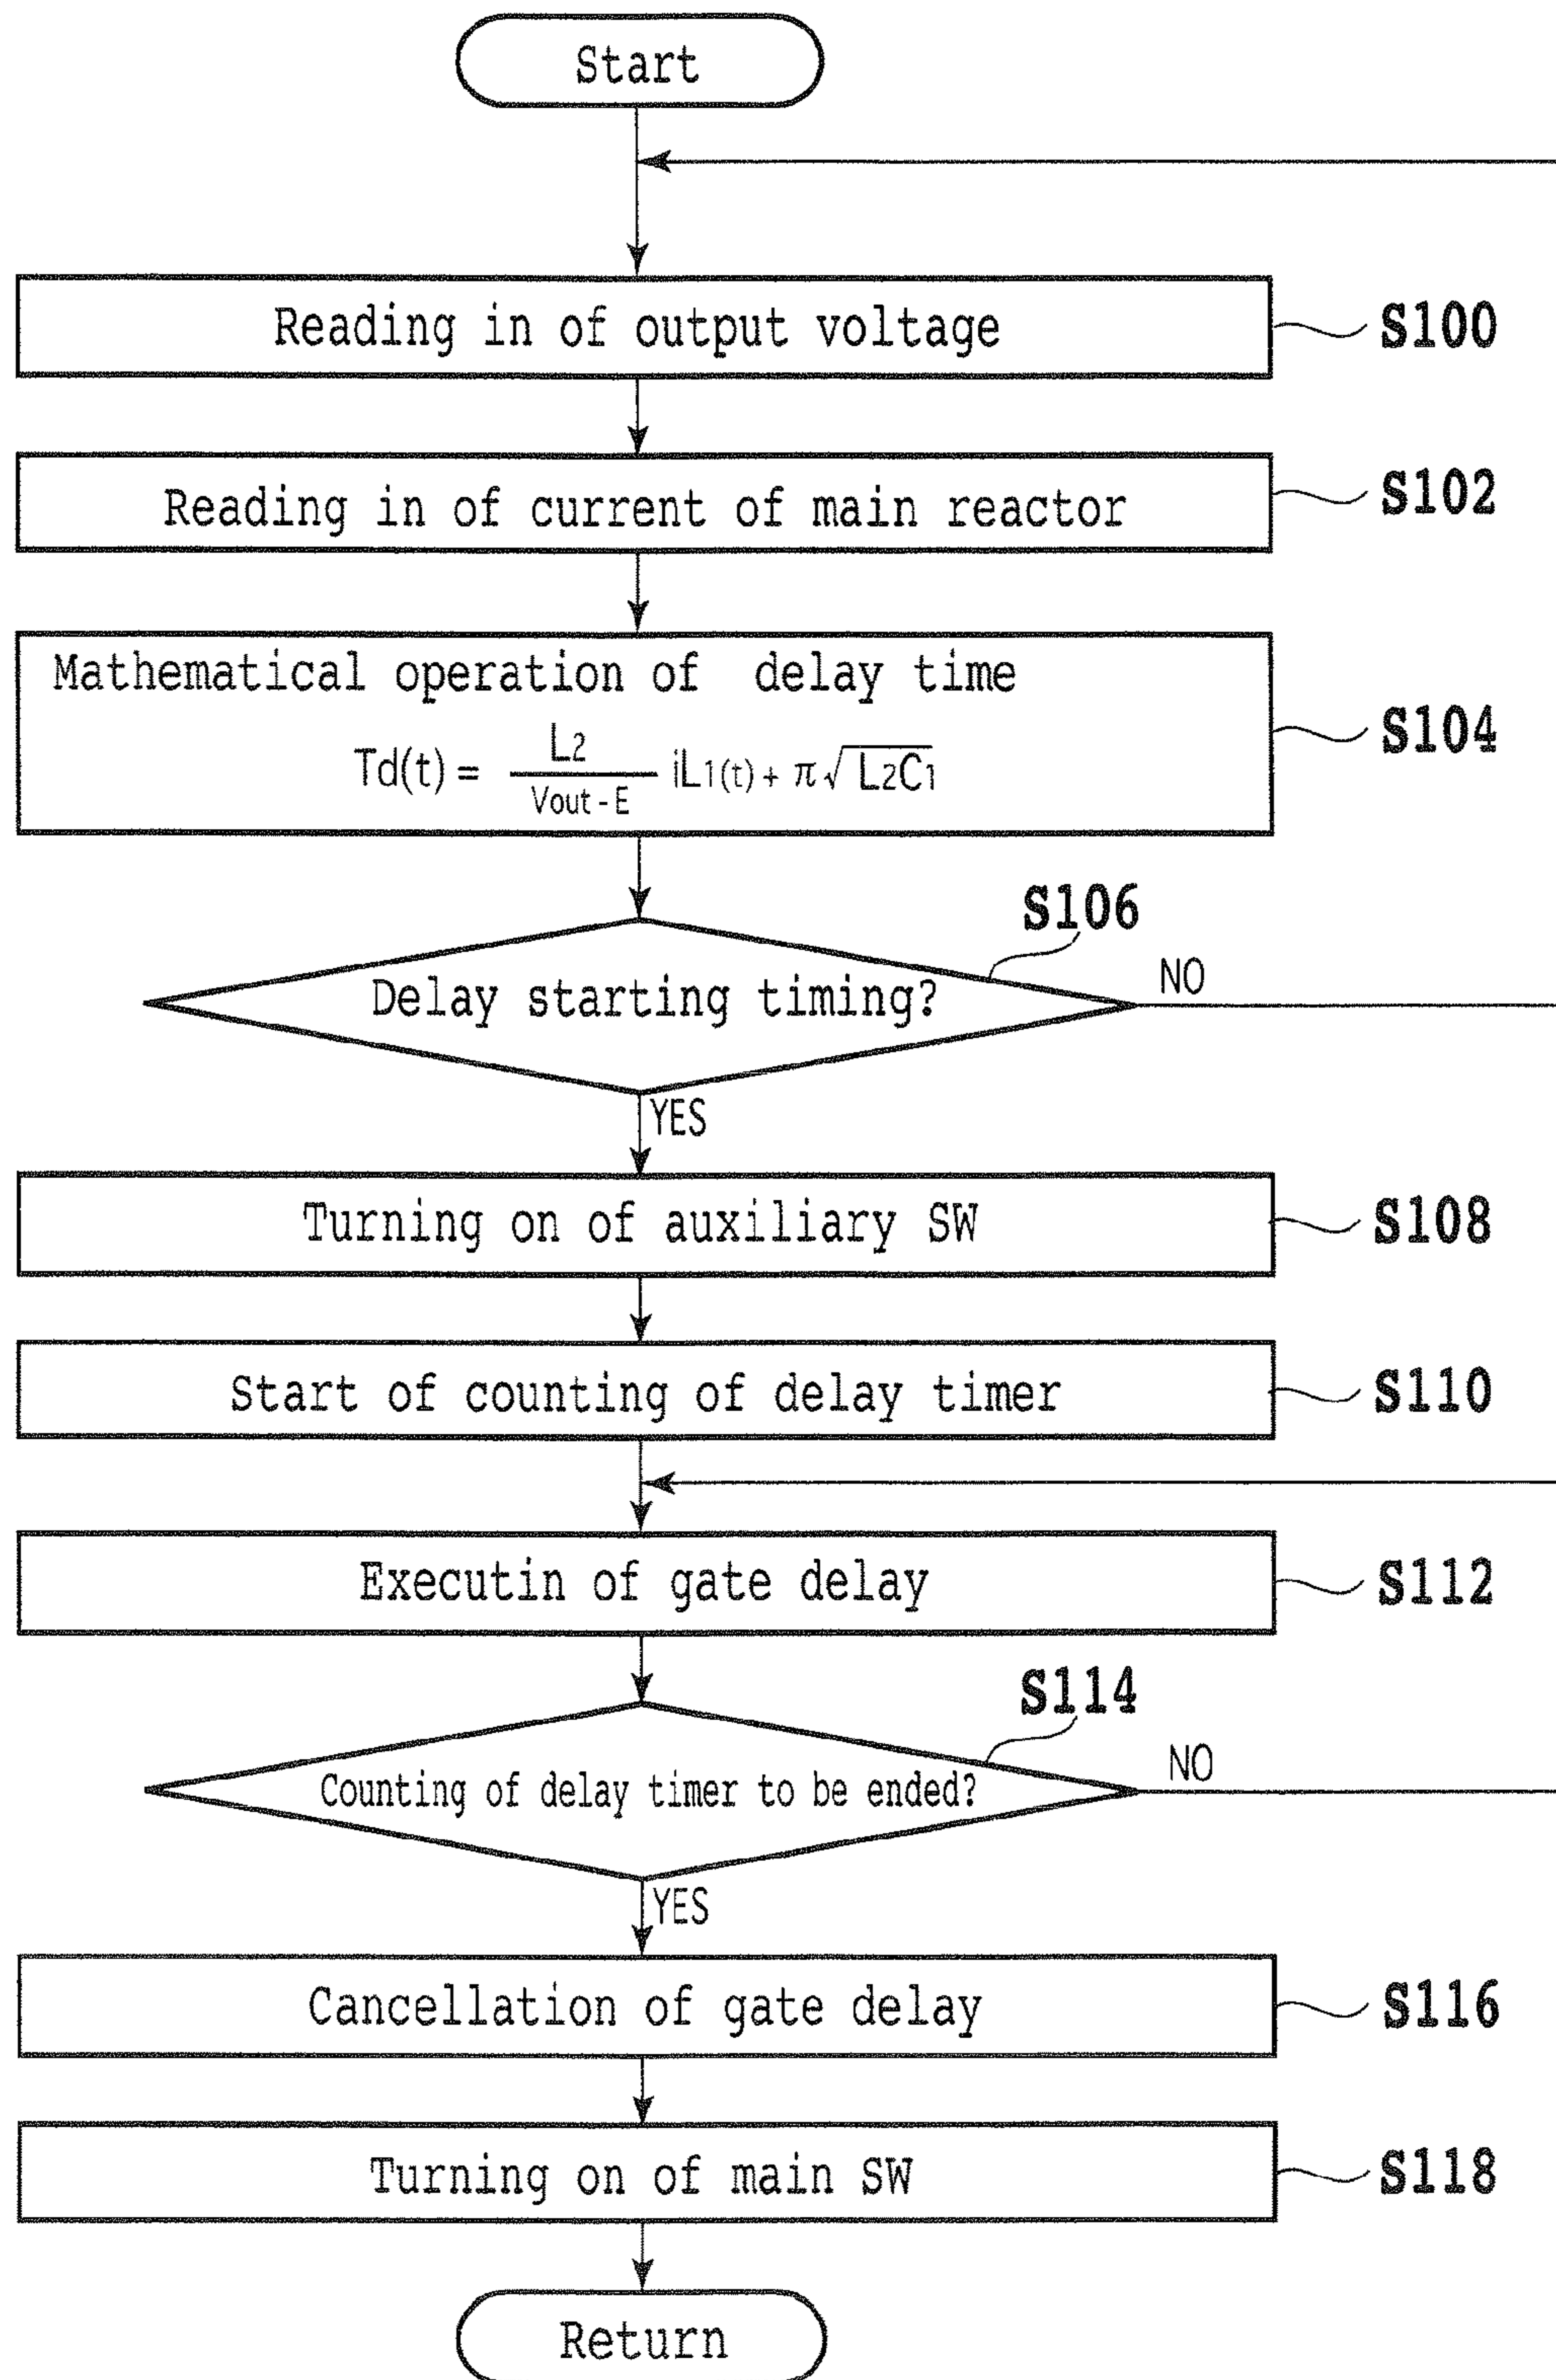 Start
Reading in of output voltage
S100
Reading in of current of main reactor
S102
Mathematical operation of delay time
Td(t) = L2 / Vout - E iL1(t) + π√L2C1
S104
S106
Delay starting timing?
NO
YES
Turning on of auxiliary SW
S108
Start of counting of delay timer
S110
Executin of gate delay
S112
S114
Counting of delay timer to be ended?
NO
YES
Cancellation of gate delay
S116
Turning on of main SW
S118
Return